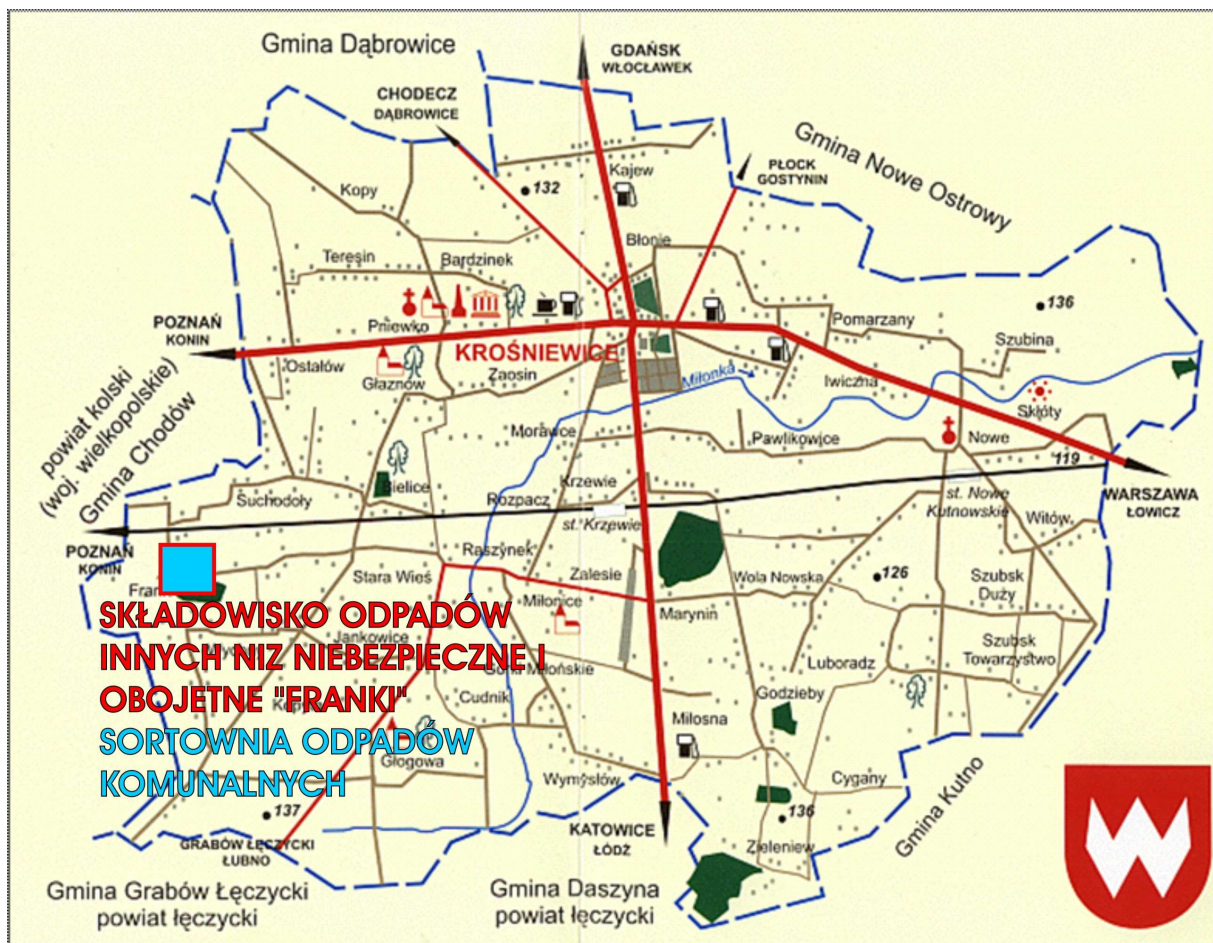 Gmina Dąbrowice
GDAŃSK
WŁOCŁAWEK
CHODECZ
DĄBROWICE
Gmina Nowe Ostrowy
PŁOCK
GOSTYNIN
Kajew
Kopy
132
Błonie
Teresin
Bardzinek
136
POZNAŃ
KONIN
Pniewko
Pomarzany
Szubina
KROŚNIEWICE
Ostałów
Głaznów
Zaosin
Miłonka
Iwiczna
Skłóty
powiat kolski
(woj. wielkopolskie)
Gmina Chodów
Morawce
Pawlikowice
Nowe
119
Bielice
Suchodoły
Rozpacz
Krzewie
st. Krzewie
st. Nowe
Kutnowskie
Witów
WARSZAWA
ŁOWICZ
POZNAŃ
KONIN
Raszynek
Stara Wieś
Zalesie
Wola Nowska
126
Szubsk
Duży
Miłonice
Marynin
SKŁADOWISKO ODPADÓW
INNYCH NIZ NIEBEZPIECZNE I
OBOJETNE "FRANKI"
SORTOWNIA ODPADÓW
KOMUNALNYCH
Jankowice
Szubsk
Towarzystwo
Luboradz
Górki Miłońskie
Cudnik
Godzieby
Miłosna
Głogowa
Wymysłów
Cygany
137
136
GRABÓW ŁĘCZYCKI
ŁUBNO
KATOWICE
ŁÓDŹ
Zieleniew
Gmina Kutno
Gmina Grabów Łęczycki
powiat łęczycki
Gmina Daszyna
powiat łęczycki